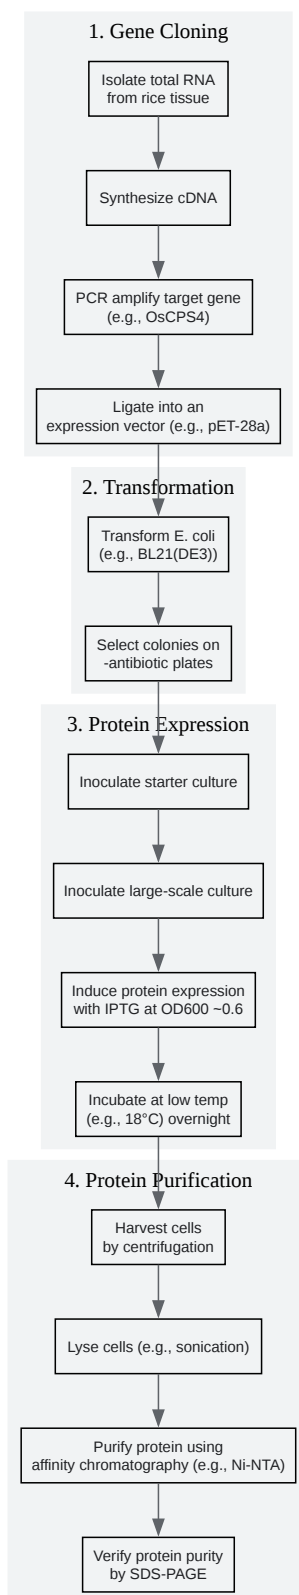 1. Gene Cloning
Isolate total RNA
from rice tissue
Synthesize cDNA
PCR amplify target gene
(e.g., OsCPS4)
Ligate into an
expression vector (e.g., pET-28a)
2. Transformation
Transform E. coli
(e.g., BL21(DE3))
Select colonies on
-antibiotic plates
3. Protein Expression
Inoculate starter culture
Inoculate large-scale culture
Induce protein expression
with IPTG at OD600 ~0.6
Incubate at low temp
(e.g., 18°C) overnight
4. Protein Purification
Harvest cells
by centrifugation
Lyse cells (e.g., sonication)
Purify protein using
affinity chromatography (e.g., Ni-NTA)
Verify protein purity
by SDS-PAGE